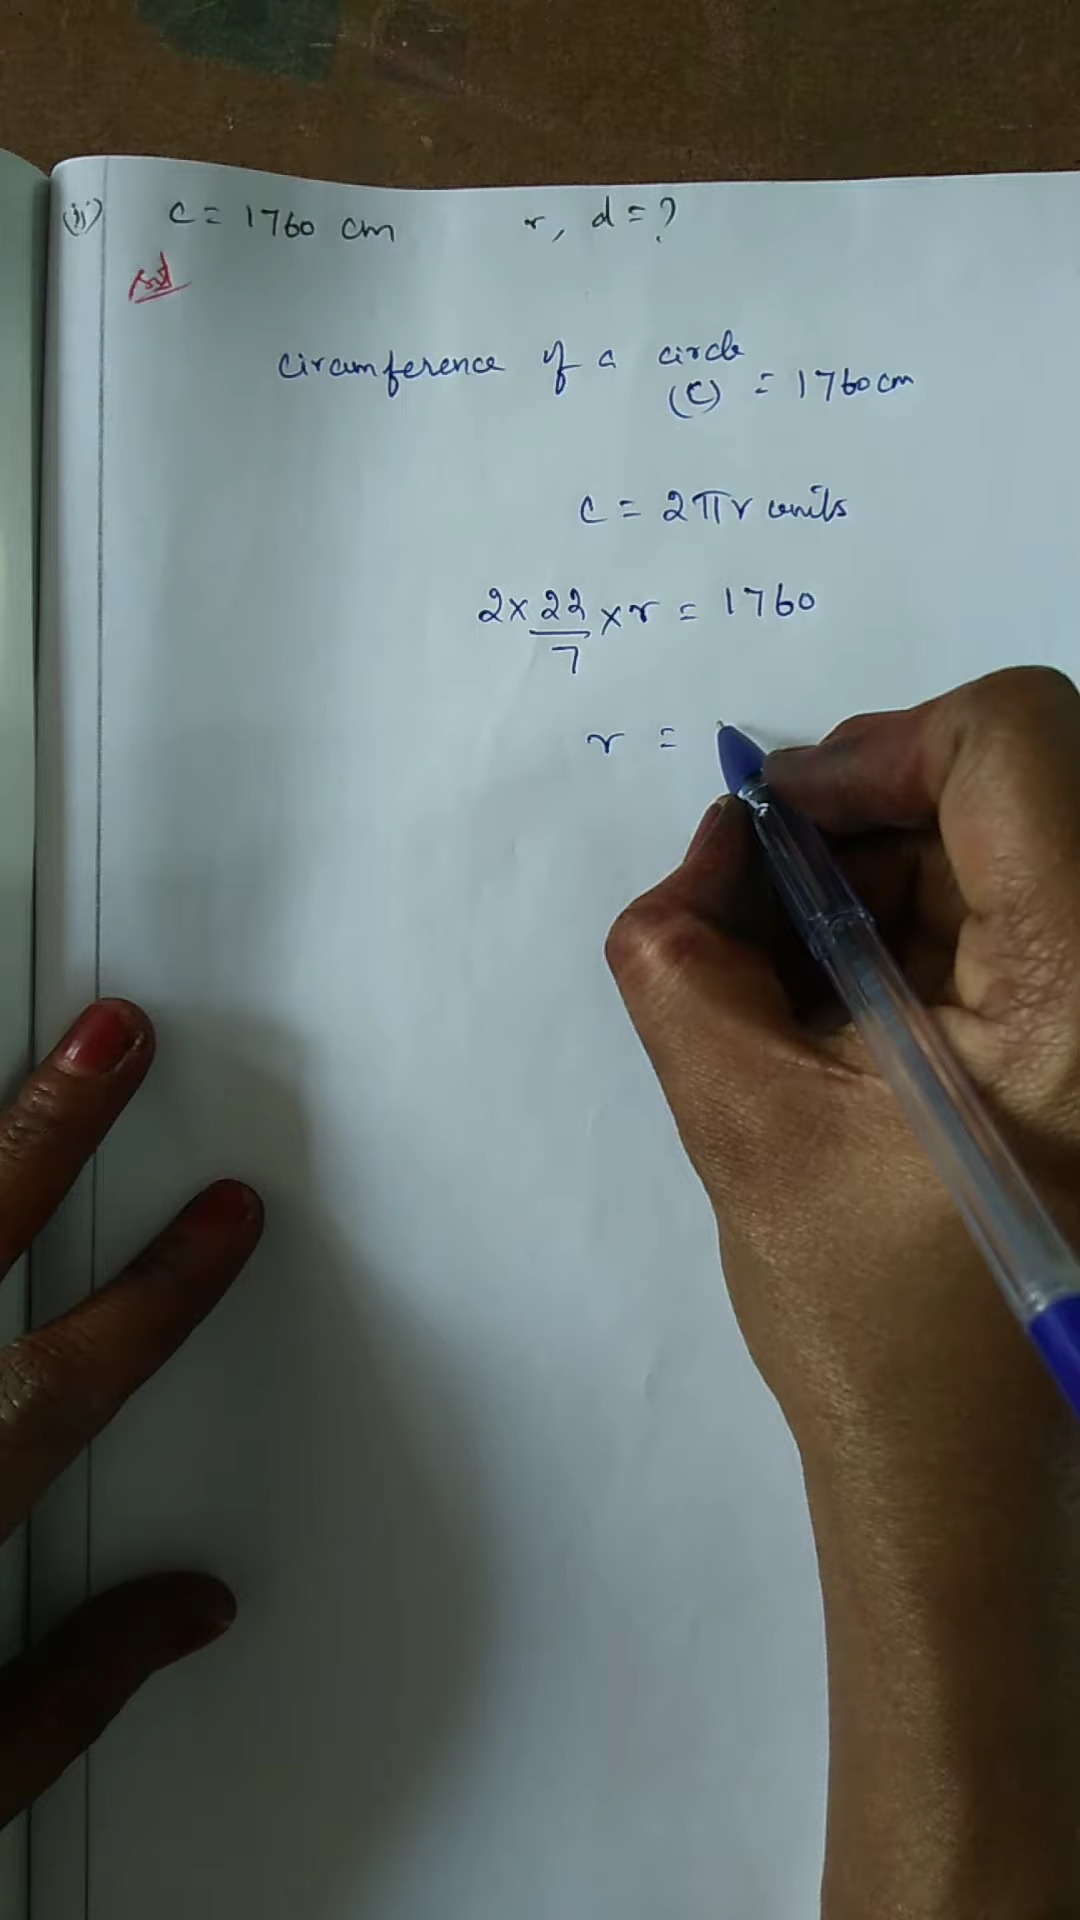 (ii) C = 1760 cm r, d = ?
Sol
Circumference of a circle
(C) = 1760 cm
C = 2πr units
2 × 22/7 × r = 1760
r =